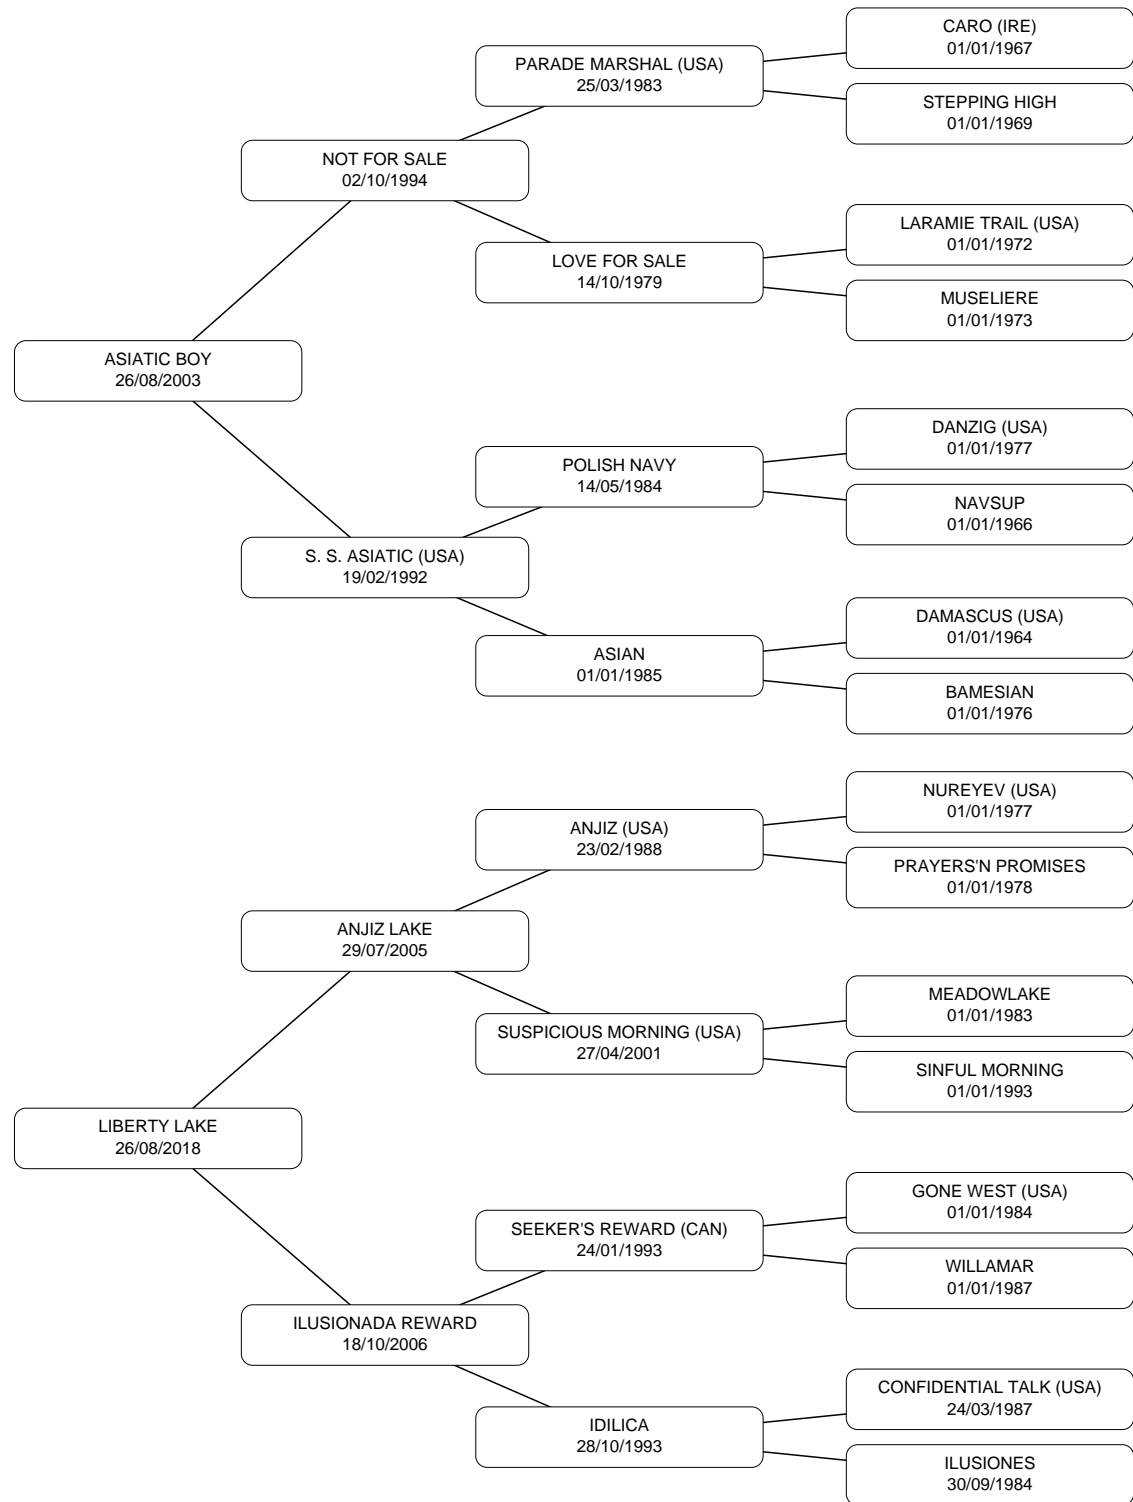 CARO (IRE)
01/01/1967
PARADE MARSHAL (USA)
25/03/1983
STEPPING HIGH
01/01/1969
NOT FOR SALE
02/10/1994
LARAMIE TRAIL (USA)
01/01/1972
LOVE FOR SALE
14/10/1979
MUSELIERE
01/01/1973
ASIATIC BOY
26/08/2003
DANZIG (USA)
01/01/1977
POLISH NAVY
14/05/1984
NAVSUP
01/01/1966
S. S. ASIATIC (USA)
19/02/1992
DAMASCUS (USA)
01/01/1964
ASIAN
01/01/1985
BAMESIAN
01/01/1976
NUREYEV (USA)
01/01/1977
ANJIZ (USA)
23/02/1988
PRAYERS'N PROMISES
01/01/1978
ANJIZ LAKE
29/07/2005
MEADOWLAKE
01/01/1983
SUSPICIOUS MORNING (USA)
27/04/2001
SINFUL MORNING
01/01/1993
LIBERTY LAKE
26/08/2018
GONE WEST (USA)
01/01/1984
SEEKER'S REWARD (CAN)
24/01/1993
WILLAMAR
01/01/1987
ILUSIONADA REWARD
18/10/2006
CONFIDENTIAL TALK (USA)
24/03/1987
IDILICA
28/10/1993
ILUSIONES
30/09/1984